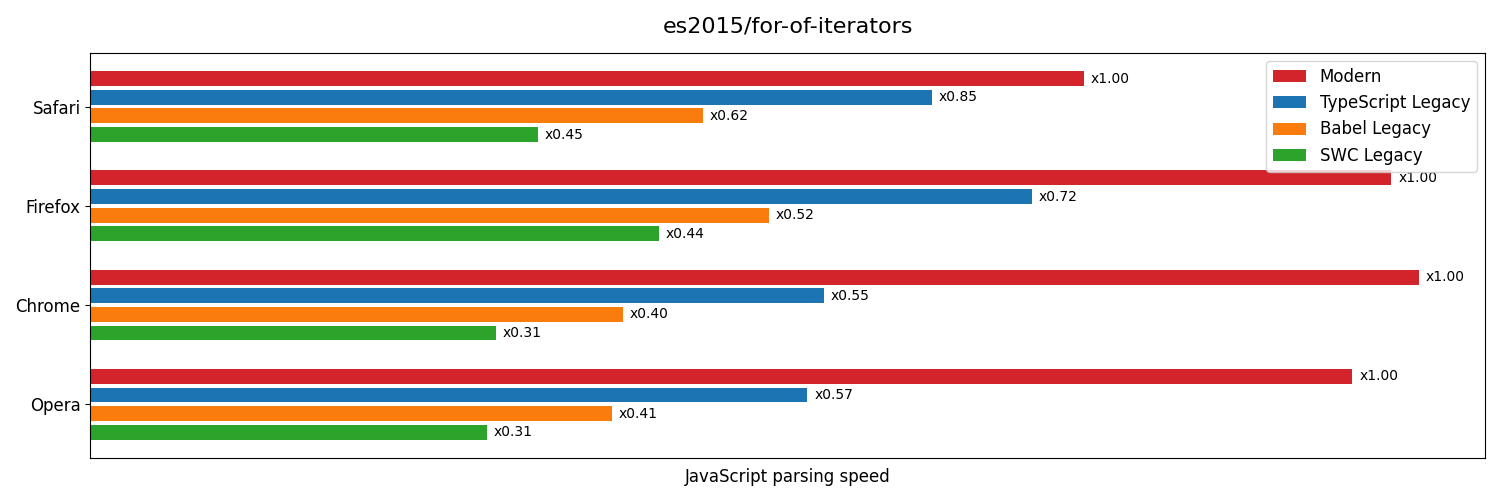 es2015/for-of-iterators
Modern
TypeScript Legacy
Babel Legacy
SWC Legacy
Safari
x1.00
x0.85
x0.62
x0.45
Firefox
x1.00
x0.72
x0.52
x0.44
Chrome
x1.00
x0.55
x0.40
x0.31
Opera
x1.00
x0.57
x0.41
x0.31
JavaScript parsing speed